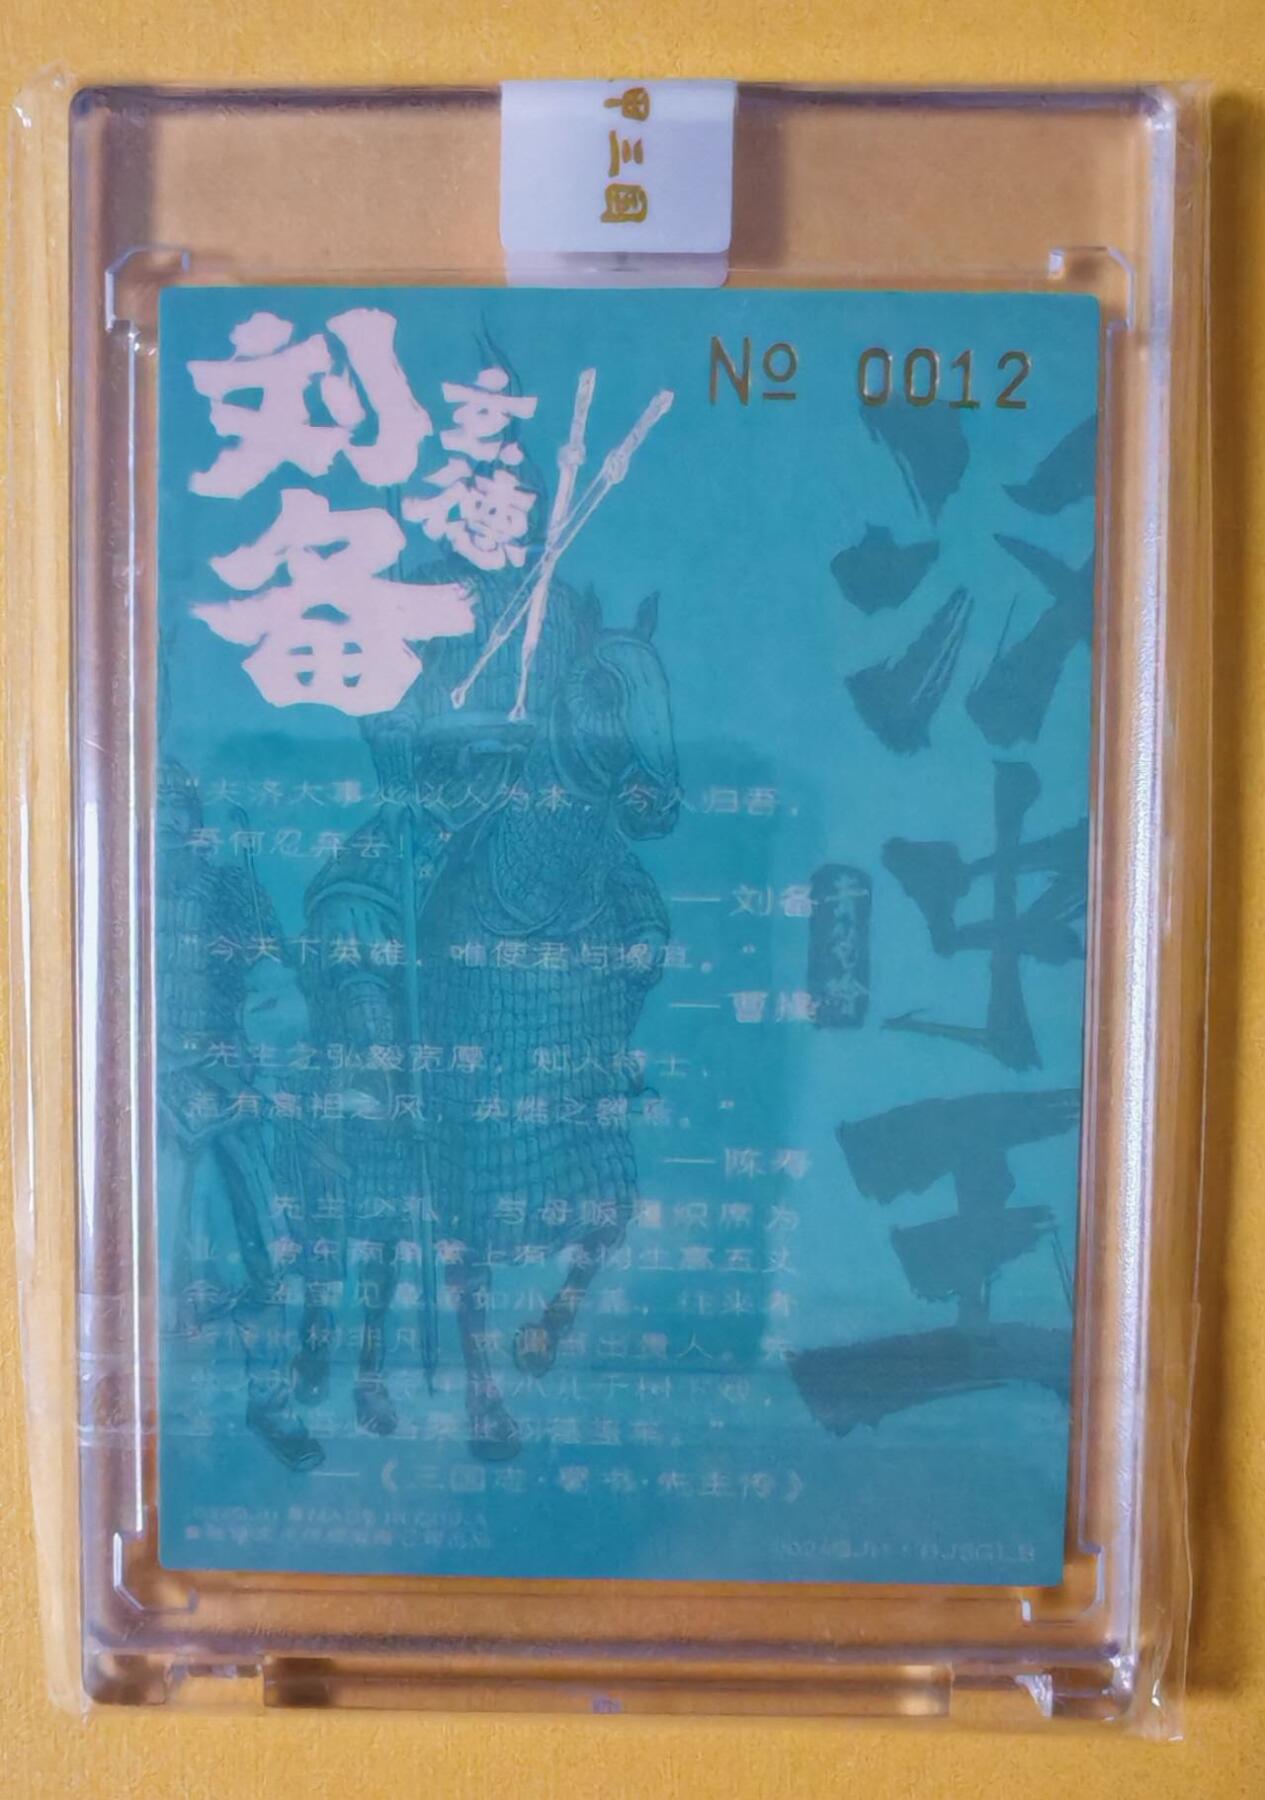 甲三国
刘备
玄德
No 0012
汉中王
"夫济大事必以人为本，今人归吾，
吾何忍弃去！"
—刘备
"今天下英雄，唯使君与操耳。"
—曹操
"先主之弘毅宽厚，知人待士，
盖有高祖之风，英雄之器焉。"
—陈寿
先主少孤，与母贩履织席为
业。舍东南角篱上有桑树生高五丈
余，遥望见童童如小车盖，往来者
皆怪此树非凡，或谓当出贵人。先
主少时，与宗中诸小儿于树下戏，
言："吾必当乘此羽葆盖车。"
—《三国志·蜀书·先主传》